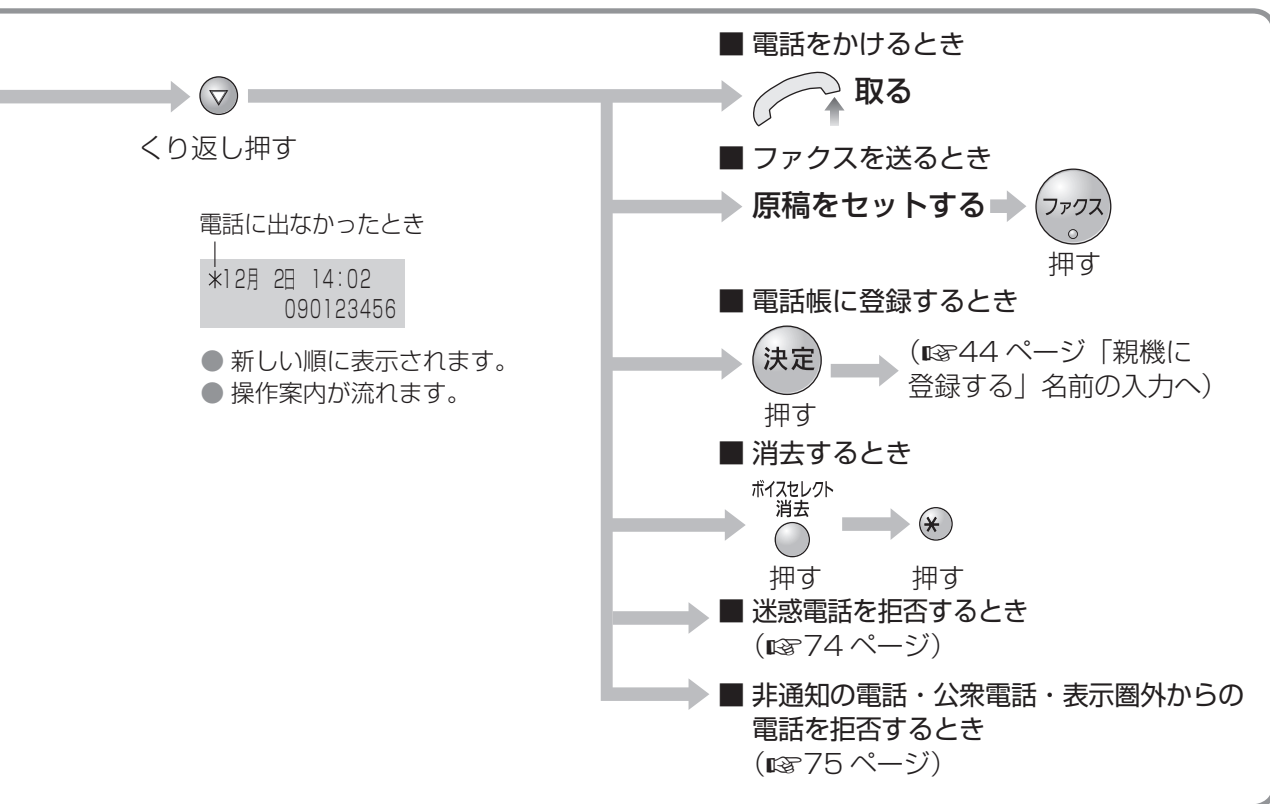 くり返し押す
電話に出なかったとき
*12月 2日 14:02
090123456
● 新しい順に表示されます。
● 操作案内が流れます。
■ 電話をかけるとき
取る
■ ファクスを送るとき
原稿をセットする
ファクス
押す
■ 電話帳に登録するとき
決定
押す
（☞44 ページ「親機に
登録する」名前の入力へ）
■ 消去するとき
ボイスセレクト
消去
*
押す 押す
■ 迷惑電話を拒否するとき
（☞74 ページ）
■ 非通知の電話・公衆電話・表示圏外からの
電話を拒否するとき
（☞75 ページ）